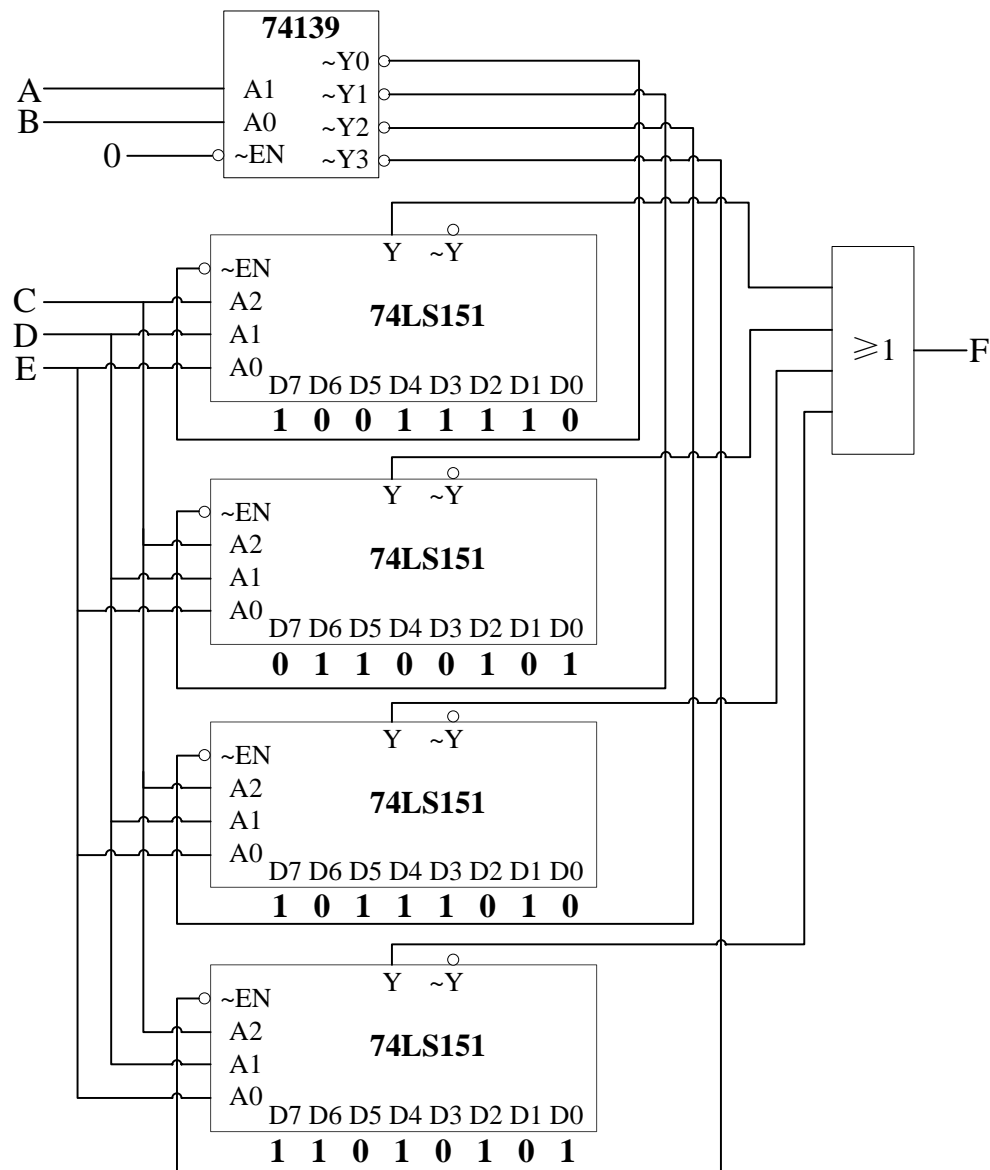 74139
~Y0
A
A1
~Y1
B
A0
~Y2
0
~EN
~Y3
Y ~Y
~EN
C
A2
74LS151
D
A1
E
A0
D7 D6 D5 D4 D3 D2 D1 D0
1 0 0 1 1 1 1 0
≥1
F
Y ~Y
~EN
A2
74LS151
A1
A0
D7 D6 D5 D4 D3 D2 D1 D0
0 1 1 0 0 1 0 1
Y ~Y
~EN
A2
74LS151
A1
A0
D7 D6 D5 D4 D3 D2 D1 D0
1 0 1 1 1 0 1 0
Y ~Y
~EN
A2
74LS151
A1
A0
D7 D6 D5 D4 D3 D2 D1 D0
1 1 0 1 0 1 0 1